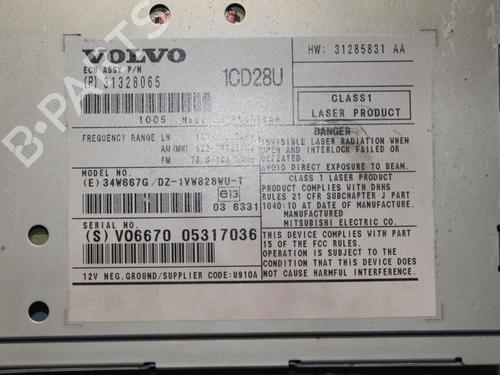 VOLVO
ECU ASSY P/N
(P) 31328065
1CD28U
HW: 31285831 AA
CLASS1
LASER PRODUCT
1005
FREQUENCY RANGE LW
AM(MW)
FM
DANGER
INVISIBLE LASER RADIATION WHEN
OPEN AND INTERLOCK FAILED OR
DEFEATED.
AVOID DIRECT EXPOSURE TO BEAM.
MODEL NO.
(E) 34W667G/DZ-1VW828WU-T
e13
03 6331
CLASS 1 LASER PRODUCT
PRODUCT COMPLIES WITH DHHS
RULES 21 CFR SUBCHAPTER J PART
1040:10 AT DATE OF MANUFACTURE
MANUFACTURED
MITSUBISHI ELECTRIC CO.
SERIAL NO.
(S) VO6670 05317036
THIS DEVICE COMPLIES WITH PART
15 OF THE FCC RULES.
OPERATION IS SUBJECT TO THE
CONDITION THAT THIS DEVICE DOES
NOT CAUSE HARMFUL INTERFERENCE.
12V NEG.GROUND/SUPPLIER CODE:U910A
B-PARTS